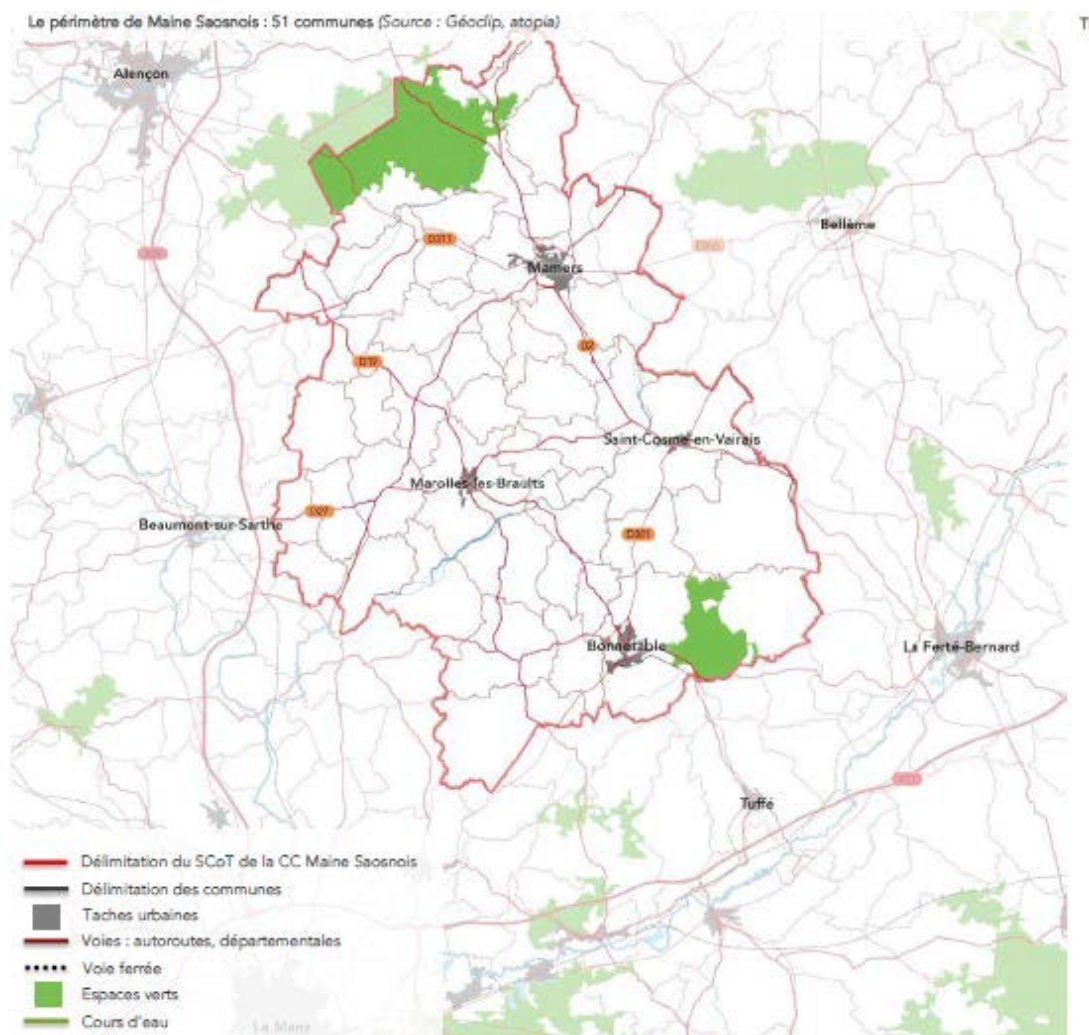 Le périmètre de Maine Saosnois : 51 communes (Source : Géoclip, atopia)
T
Alençon
Bellême
D311
Mamers
D2
D19
Saint-Cosme-en-Vairais
Marolles-les-Braults
D27
Beaumont-sur-Sarthe
D301
Bonnétable
La Ferté-Bernard
Tuffé
Délimitation du SCoT de la CC Maine Saosnois
Délimitation des communes
Taches urbaines
Voies : autoroutes, départementales
Voie ferrée
Espaces verts
Cours d'eau
Le Mans